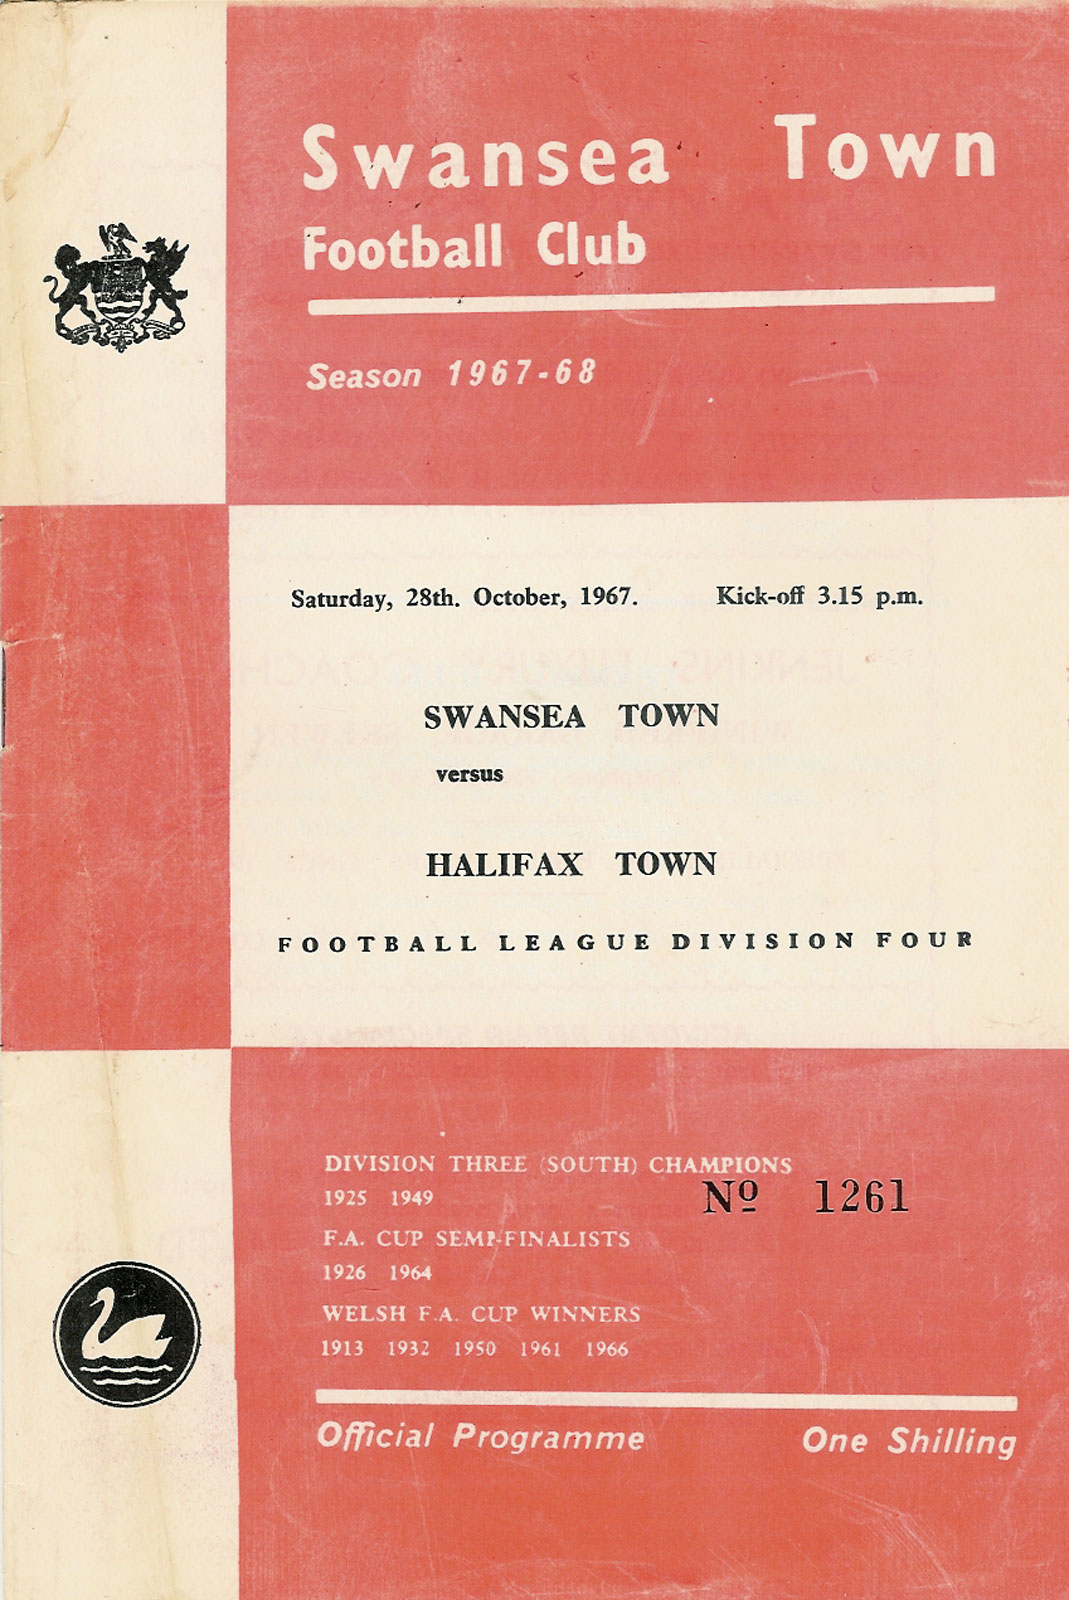 Swansea Town
Football Club
Season 1967-68
Saturday, 28th. October, 1967. Kick-off 3.15 p.m.
SWANSEA TOWN
versus
HALIFAX TOWN
FOOTBALL LEAGUE DIVISION FOUR
DIVISION THREE (SOUTH) CHAMPIONS
1925 1949
Nº 1261
F.A. CUP SEMI-FINALISTS
1926 1964
WELSH F.A. CUP WINNERS
1913 1932 1950 1961 1966
Official Programme One Shilling